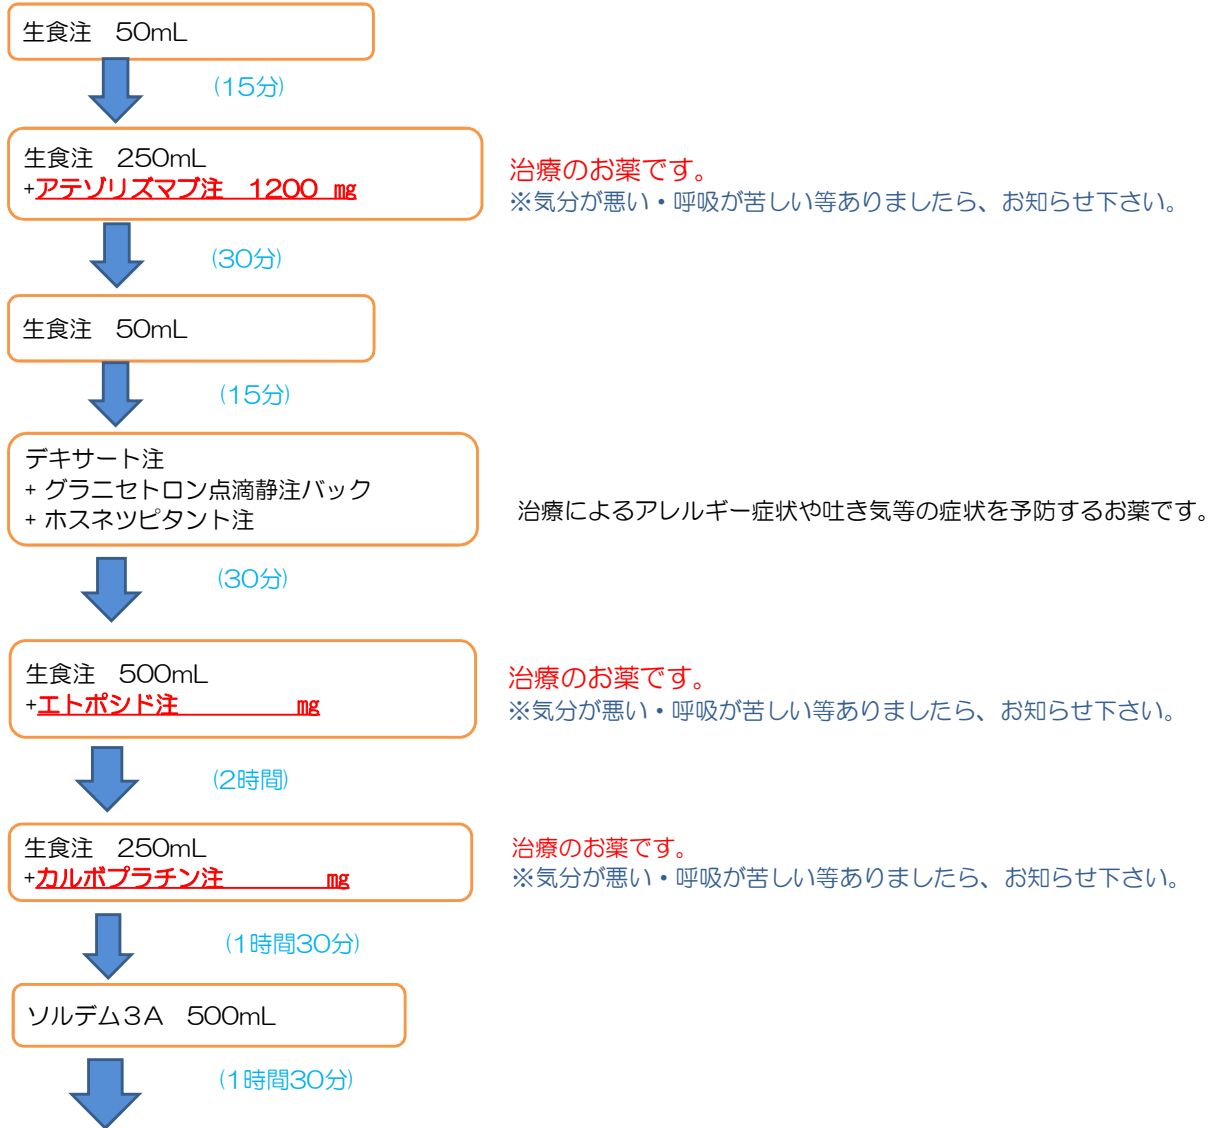 生食注　50mL
(15分)
生食注　250mL
+アテゾリズマブ注　1200 ㎎
治療のお薬です。
※気分が悪い・呼吸が苦しい等ありましたら、お知らせ下さい。
(30分)
生食注　50mL
(15分)
デキサート注
+ グラニセトロン点滴静注バック
+ ホスネツピタント注
治療によるアレルギー症状や吐き気等の症状を予防するお薬です。
(30分)
生食注　500mL
+エトポシド注　　　　　㎎
治療のお薬です。
※気分が悪い・呼吸が苦しい等ありましたら、お知らせ下さい。
(2時間)
生食注　250mL
+カルボプラチン注　　　　㎎
治療のお薬です。
※気分が悪い・呼吸が苦しい等ありましたら、お知らせ下さい。
(1時間30分)
ソルデム３Ａ　500mL
(1時間30分)